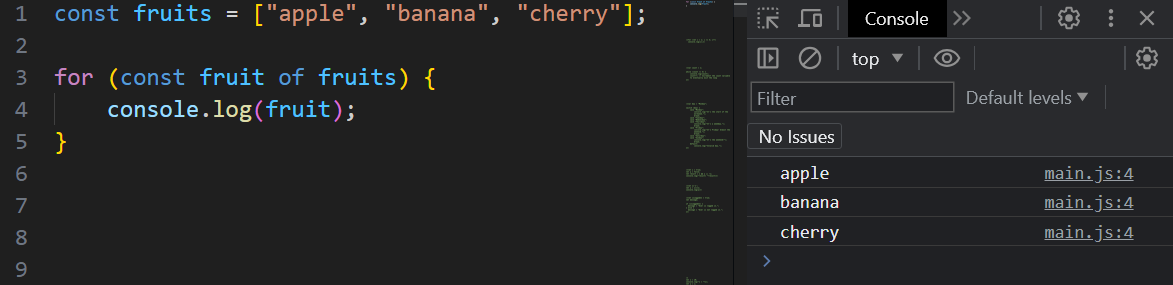 1 const fruits = ["apple", "banana", "cherry"];
2
3 for (const fruit of fruits) {
4     console.log(fruit);
5 }
6
7
8
9
Console
top
Filter
Default levels
No Issues
apple main.js:4
banana main.js:4
cherry main.js:4